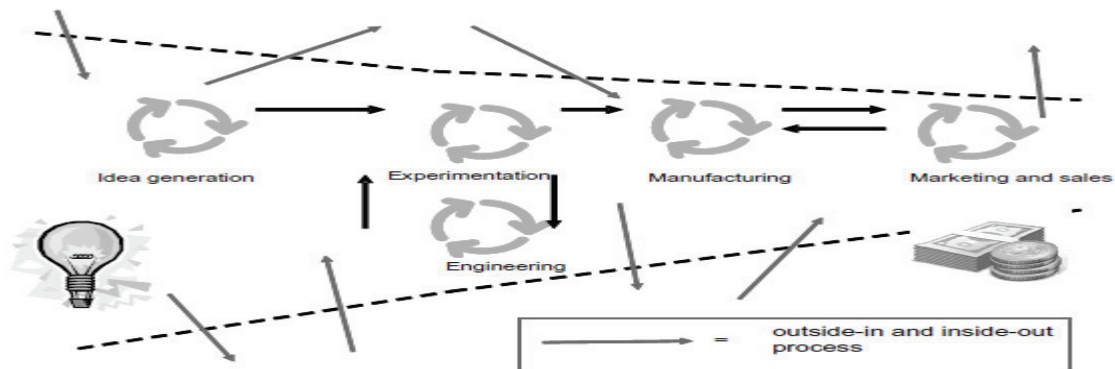 Idea generation
Experimentation
Manufacturing
Marketing and sales
Engineering
= outside-in and inside-out
process